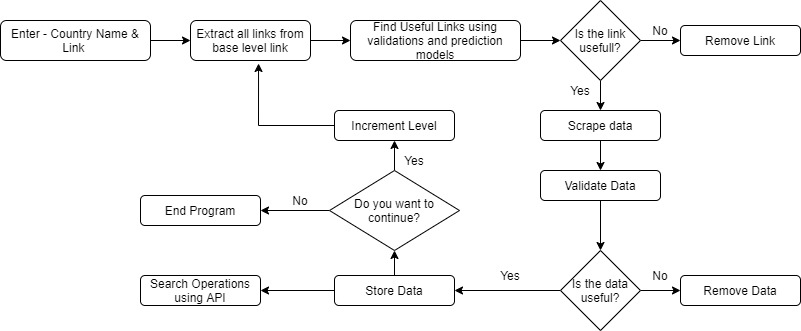 Enter - Country Name &
Link
Extract all links from
base level link
Find Useful Links using
validations and prediction
models
Is the link
usefull?
No
Remove Link
Yes
Increment Level
Scrape data
Yes
Validate Data
Do you want to
continue?
No
End Program
Is the data
useful?
Yes
No
Search Operations
using API
Store Data
Remove Data